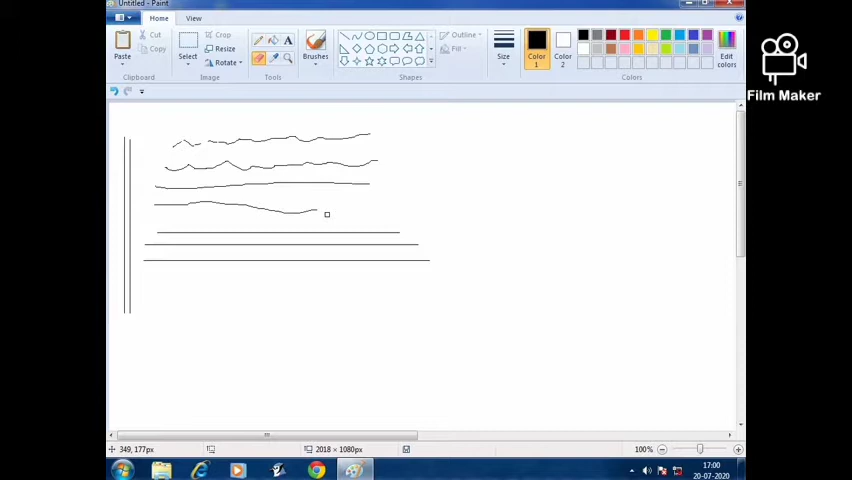 Untitled - Paint
Home
View
Paste
Cut
Copy
Clipboard
Select
Crop
Resize
Rotate
Image
A
Tools
Brushes
Outline
Fill
Shapes
Size
Color 1
Color 2
Edit colors
Colors
Film Maker
349, 177px
2018 × 1080px
100%
17:00
20-07-2020